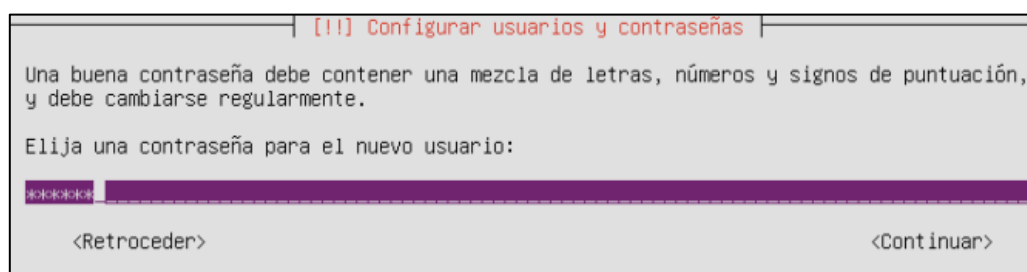 [!!] Configurar usuarios y contraseñas
Una buena contraseña debe contener una mezcla de letras, números y signos de puntuación,
y debe cambiarse regularmente.
Elija una contraseña para el nuevo usuario:
******
<Retroceder> <Continuar>